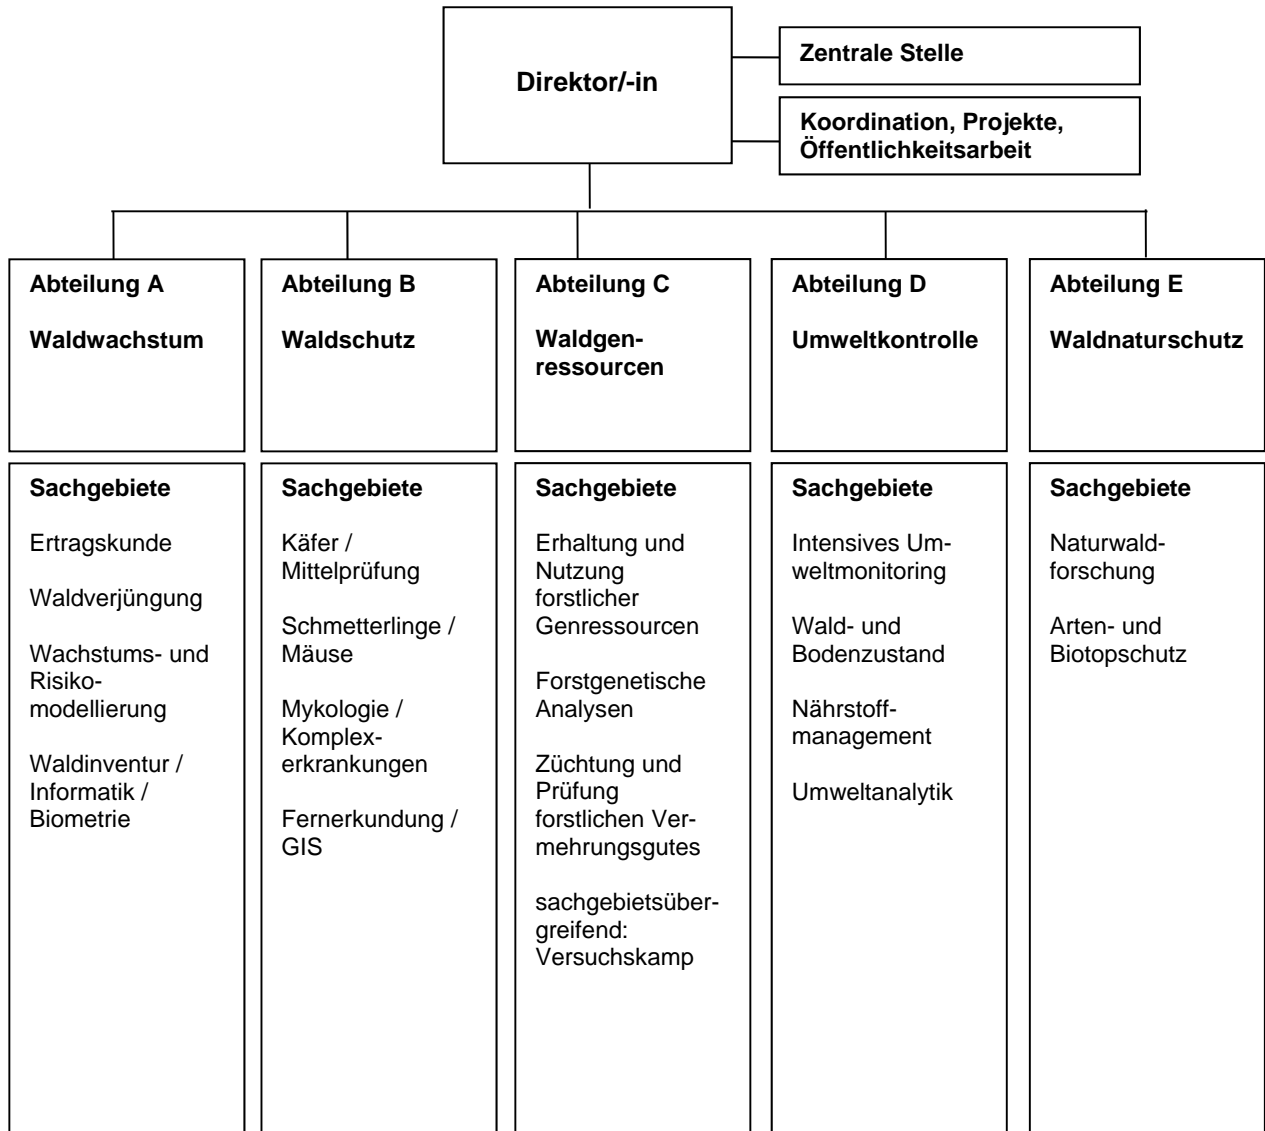 Direktor/-in
Zentrale Stelle
Koordination, Projekte,
Öffentlichkeitsarbeit
Abteilung A
Waldwachstum
Abteilung B
Waldschutz
Abteilung C
Waldgen-
ressourcen
Abteilung D
Umweltkontrolle
Abteilung E
Waldnaturschutz
Sachgebiete
Ertragskunde
Waldverjüngung
Wachstums- und
Risiko-
modellierung
Waldinventur /
Informatik /
Biometrie
Sachgebiete
Käfer /
Mittelprüfung
Schmetterlinge /
Mäuse
Mykologie /
Komplex-
erkrankungen
Fernerkundung /
GIS
Sachgebiete
Erhaltung und
Nutzung
forstlicher
Genressourcen
Forstgenetische
Analysen
Züchtung und
Prüfung
forstlichen Ver-
mehrungsgutes
sachgebietsüber-
greifend:
Versuchskamp
Sachgebiete
Intensives Um-
weltmonitoring
Wald- und
Bodenzustand
Nährstoff-
management
Umweltanalytik
Sachgebiete
Naturwald-
forschung
Arten- und
Biotopschutz